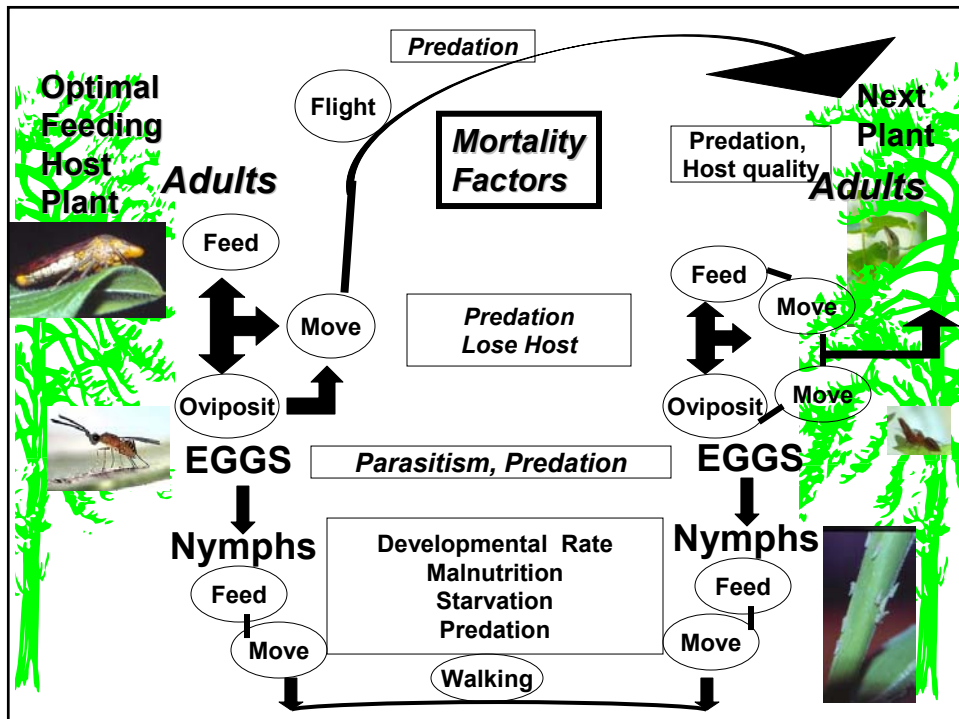 Predation
Optimal
Feeding
Host
Plant
Flight
Mortality
Factors
Next
Plant
Predation,
Host quality
Adults
Adults
Feed
Feed
Move
Move
Predation
Lose Host
Oviposit
Oviposit
Move
EGGS
Parasitism, Predation
EGGS
Nymphs
Nymphs
Developmental Rate
Malnutrition
Starvation
Predation
Feed
Feed
Move
Move
Walking